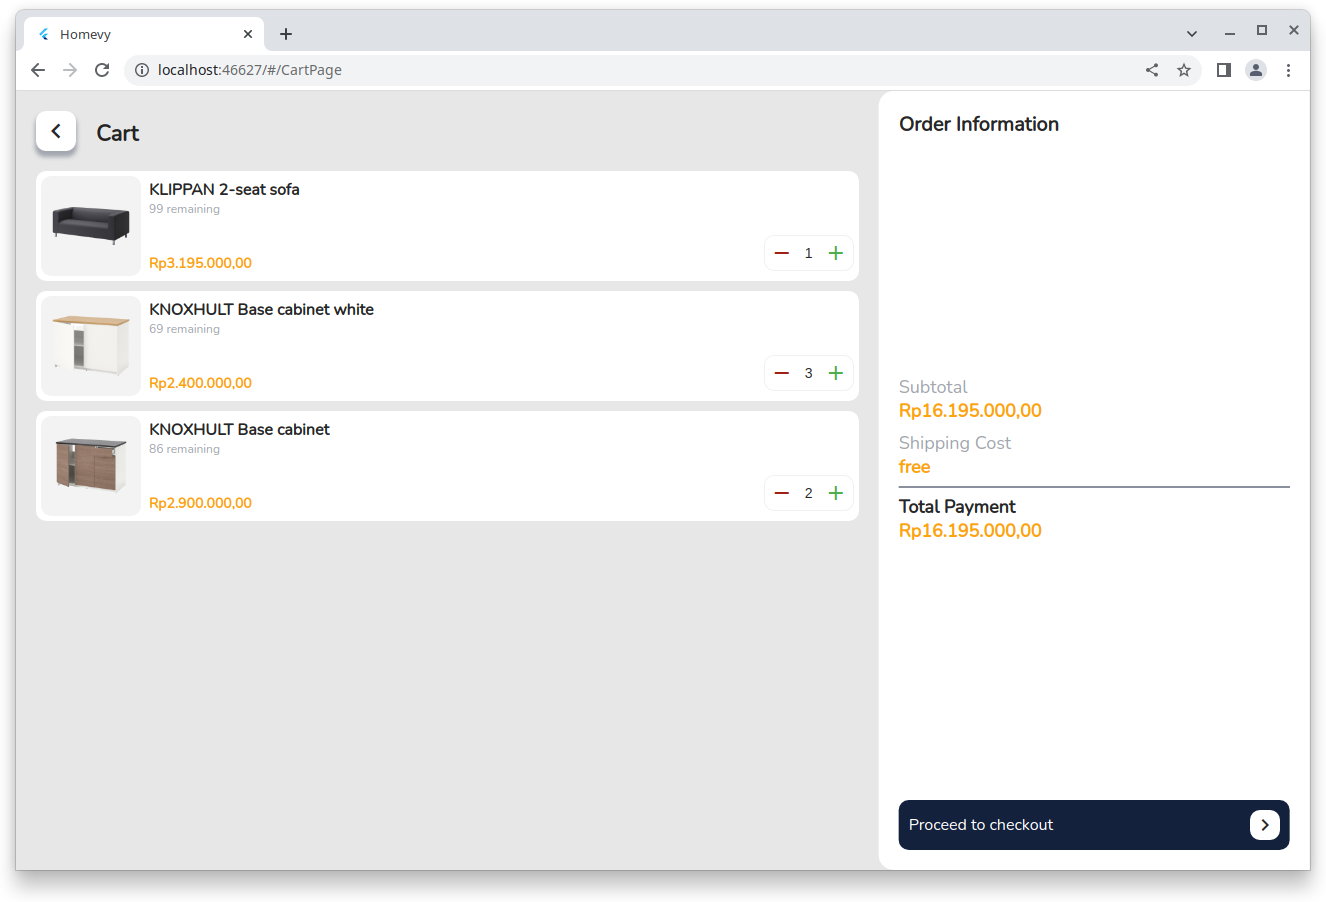 Homevy
localhost:46627/#/CartPage
Cart
KLIPPAN 2-seat sofa
99 remaining
Rp3.195.000,00
1
KNOXHULT Base cabinet white
69 remaining
Rp2.400.000,00
3
KNOXHULT Base cabinet
86 remaining
Rp2.900.000,00
2
Order Information
Subtotal
Rp16.195.000,00
Shipping Cost
free
Total Payment
Rp16.195.000,00
Proceed to checkout